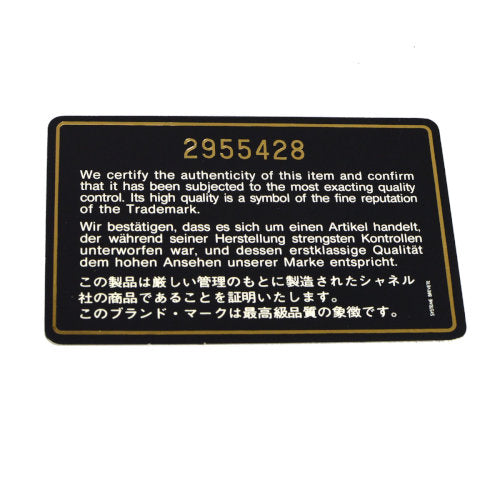 2955428
We certify the authenticity of this item and confirm
that it has been subjected to the most exacting quality
control. Its high quality is a symbol of the fine reputation
of the Trademark.
Wir bestätigen, dass es sich um einen Artikel handelt,
der während seiner Herstellung strengsten Kontrollen
unterworfen war, und dessen erstklassige Qualität
dem hohen Ansehen unserer Marke entspricht.
この製品は厳しい管理のもとに製造されたシャネル
社の商品であることを証明いたします。
このブランド・マークは最高級品質の象徴です。